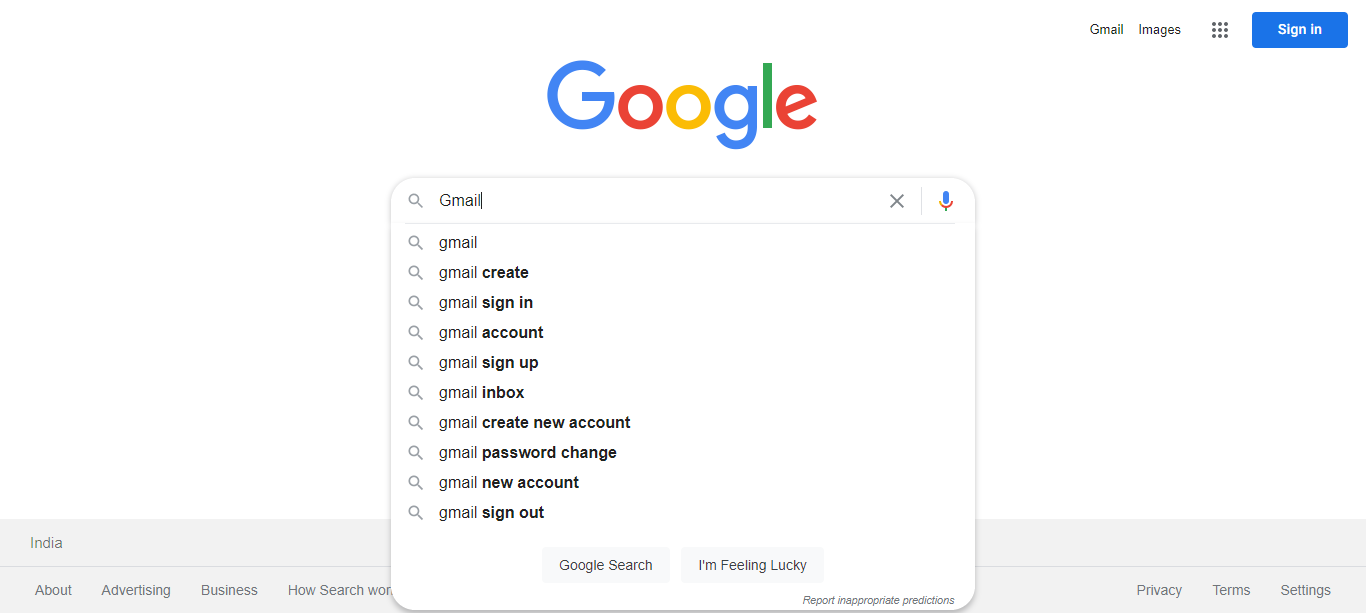 Gmail Images Sign in
Google
Gmail
gmail
gmail create
gmail sign in
gmail account
gmail sign up
gmail inbox
gmail create new account
gmail password change
gmail new account
gmail sign out
Google Search I'm Feeling Lucky
Report inappropriate predictions
India
About Advertising Business How Search wor
Privacy Terms Settings